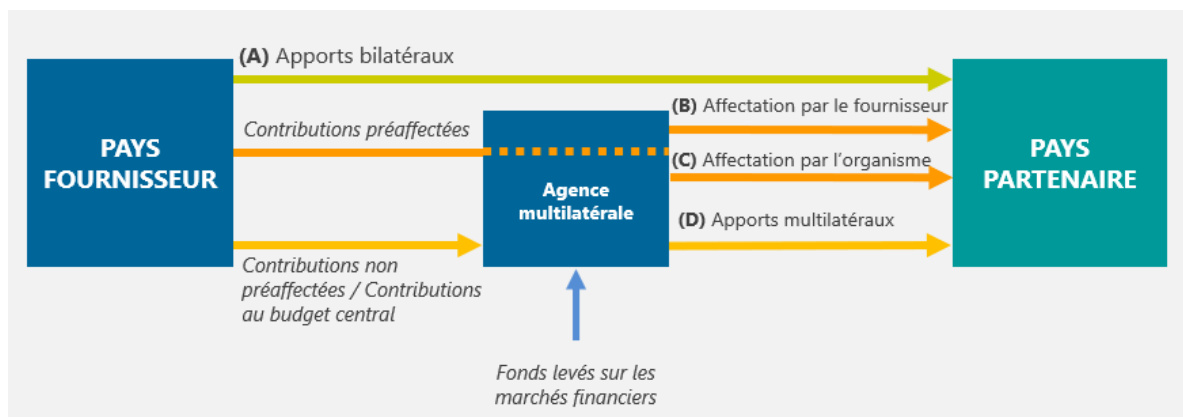 (A) Apports bilatéraux
PAYS
FOURNISSEUR
Contributions préaffectées
(B) Affectation par le fournisseur
(C) Affectation par l'organisme
Agence
multilatérale
PAYS
PARTENAIRE
(D) Apports multilatéraux
Contributions non
préaffectées / Contributions
au budget central
Fonds levés sur les
marchés financiers